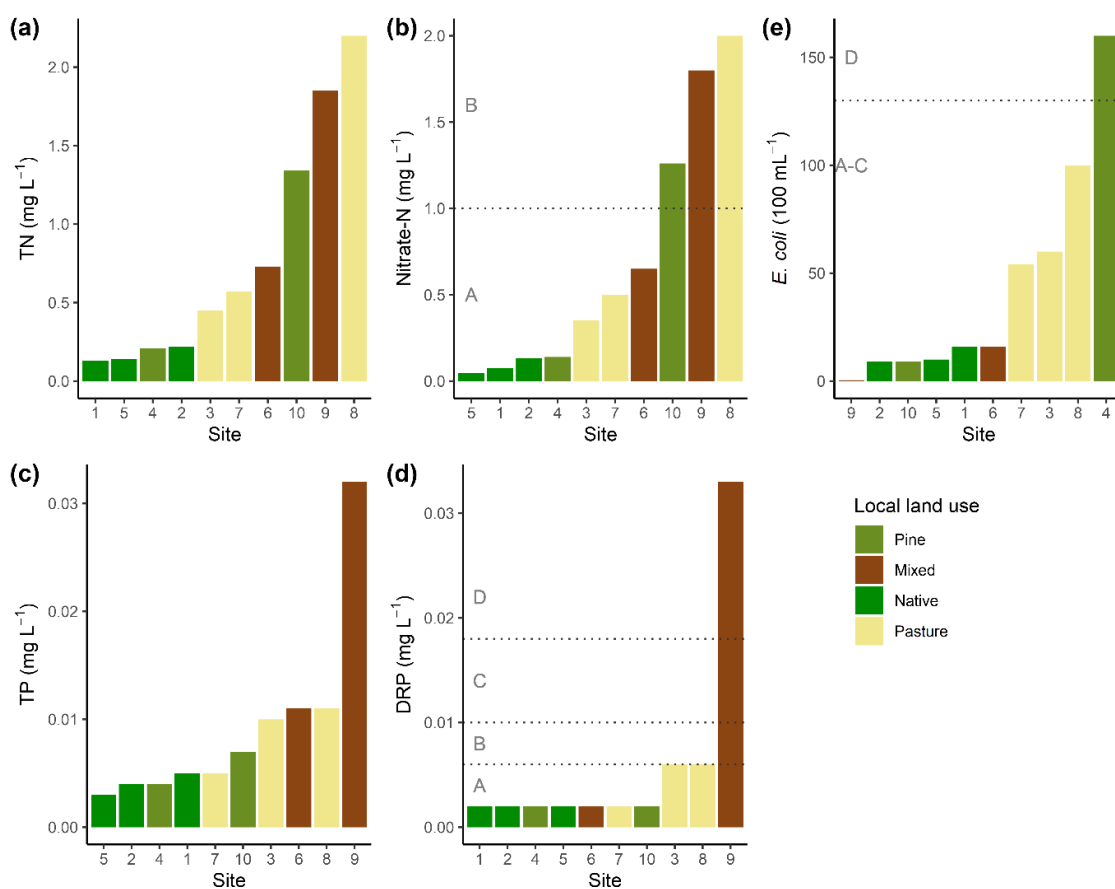 (a)
TN (mg L⁻¹)
2.0
1.5
1.0
0.5
0.0
1 5 4 2 3 7 6 10 9 8
Site
(b)
Nitrate-N (mg L⁻¹)
2.0
1.5
1.0
0.5
0.0
B
A
5 1 2 4 3 7 6 10 9 8
Site
(e)
E. coli (100 mL⁻¹)
150
100
50
0
D
A-C
9 2 10 5 1 6 7 3 8 4
Site
(c)
TP (mg L⁻¹)
0.03
0.02
0.01
0.00
5 2 4 1 7 10 3 6 8 9
Site
(d)
DRP (mg L⁻¹)
0.03
0.02
0.01
0.00
D
C
B
A
1 2 4 5 6 7 10 3 8 9
Site
Local land use
Pine
Mixed
Native
Pasture